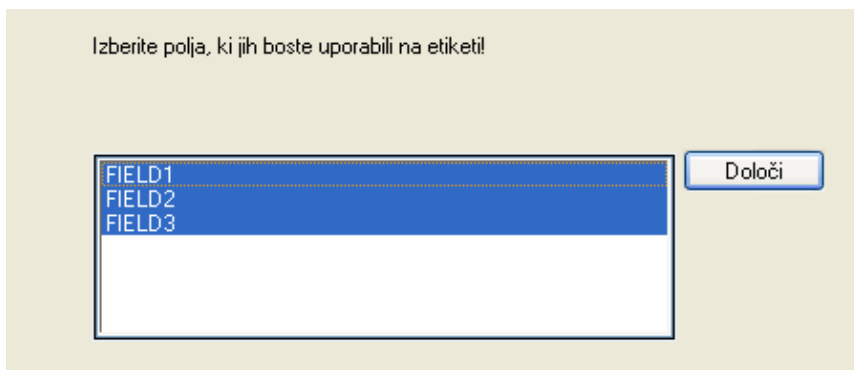 Izberite polja, ki jih boste uporabili na etiketi!
FIELD1
Določi
FIELD2
FIELD3